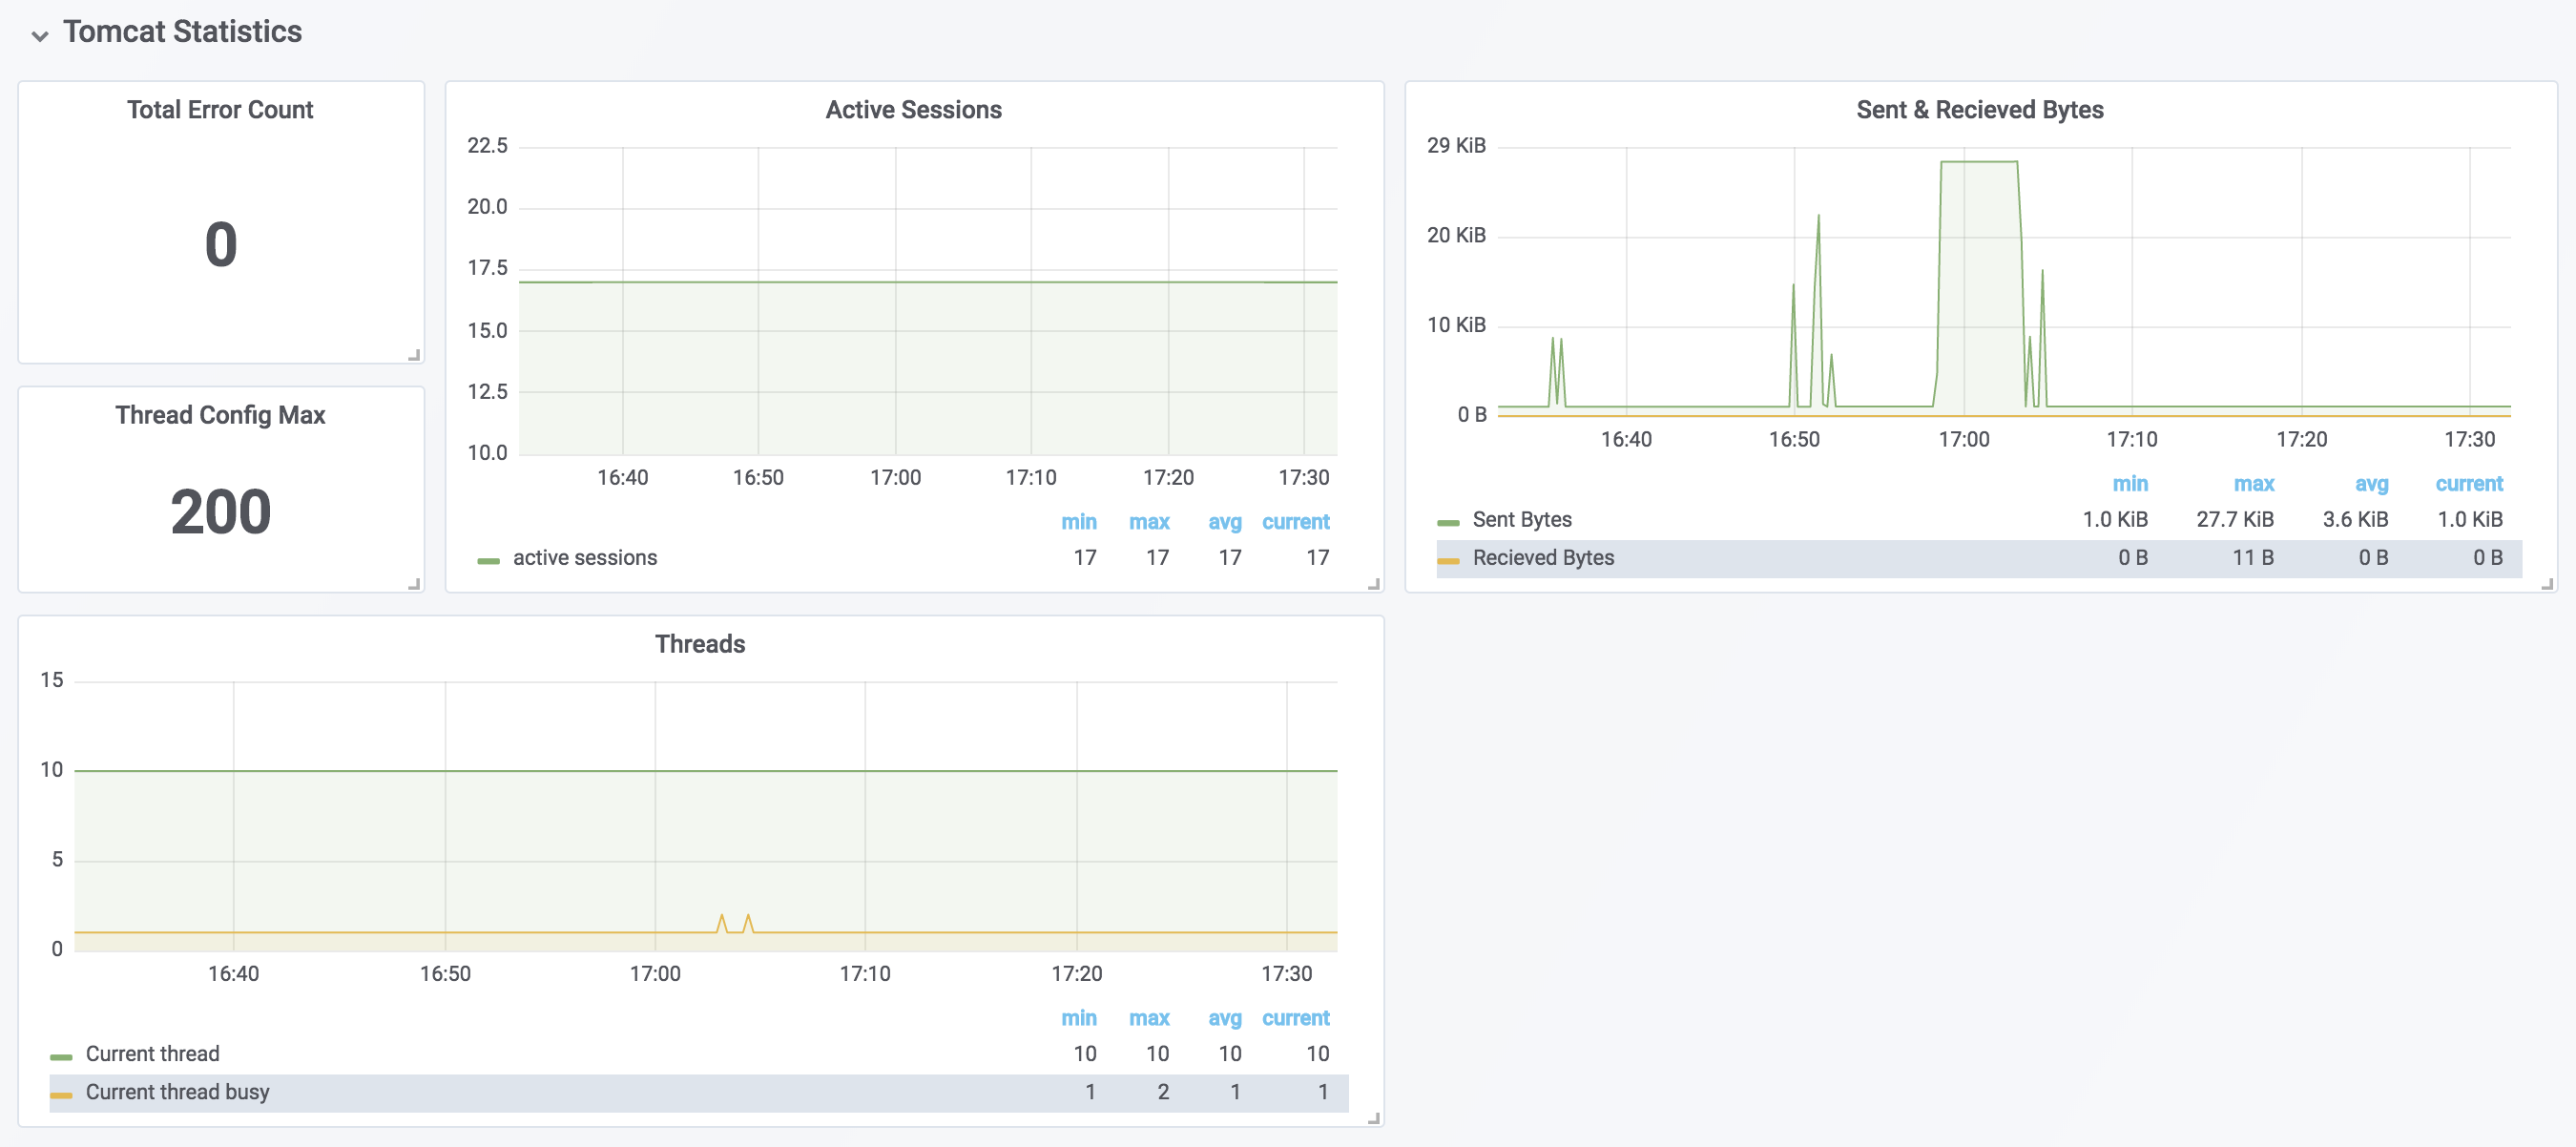 Tomcat Statistics
Total Error Count
0
Thread Config Max
200
Active Sessions
22.5
20.0
17.5
15.0
12.5
10.0
16:40 16:50 17:00 17:10 17:20 17:30
min max avg current
active sessions 17 17 17 17
Sent & Recieved Bytes
29 KiB
20 KiB
10 KiB
0 B
16:40 16:50 17:00 17:10 17:20 17:30
min max avg current
Sent Bytes 1.0 KiB 27.7 KiB 3.6 KiB 1.0 KiB
Recieved Bytes 0 B 11 B 0 B 0 B
Threads
15
10
5
0
16:40 16:50 17:00 17:10 17:20 17:30
min max avg current
Current thread 10 10 10 10
Current thread busy 1 2 1 1